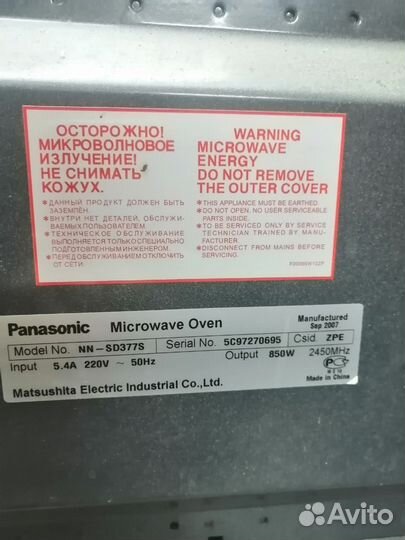 ОСТОРОЖНО!
МИКРОВОЛНОВОЕ
ИЗЛУЧЕНИЕ!
НЕ СНИМАТЬ
КОЖУХ.
*ДАННЫЙ ПРОДУКТ ДОЛЖЕН БЫТЬ
ЗАЗЕМЛЁН.
*ВНУТРИ НЕТ ДЕТАЛЕЙ, ОБСЛУЖИ-
ВАЕМЫХ ПОЛЬЗОВАТЕЛЕМ.
*ТЕХНИЧЕСКОЕ ОБСЛУЖИВАНИЕ
ВЫПОЛНЯЕТСЯ ТОЛЬКО СПЕЦИАЛЬНО
ПОДГОТОВЛЕННЫМ ИНЖЕНЕРОМ.
*ПЕРЕД ОБСЛУЖИВАНИЕМ ОТКЛЮЧИТЬ
ОТ СЕТИ.
WARNING
MICROWAVE
ENERGY
DO NOT REMOVE
THE OUTER COVER
*THIS APPLIANCE MUST BE EARTHED.
*DO NOT OPEN. NO USER SERVICEABLE
PARTS INSIDE.
*TO BE SERVICED ONLY BY SERVICE
TECHNICIAN TRAINED BY MANU-
FACTURER.
*DISCONNECT FROM MAINS BEFORE
SERVICING.
Panasonic Microwave Oven
Manufactured
Sep 2007
Model No. NN-SD377S Serial No. 5C97270695 Csid. ZPE
Input 5.4A 220V ~ 50Hz Output 850W 2450MHz
Matsushita Electric Industrial Co.,Ltd.
Avito